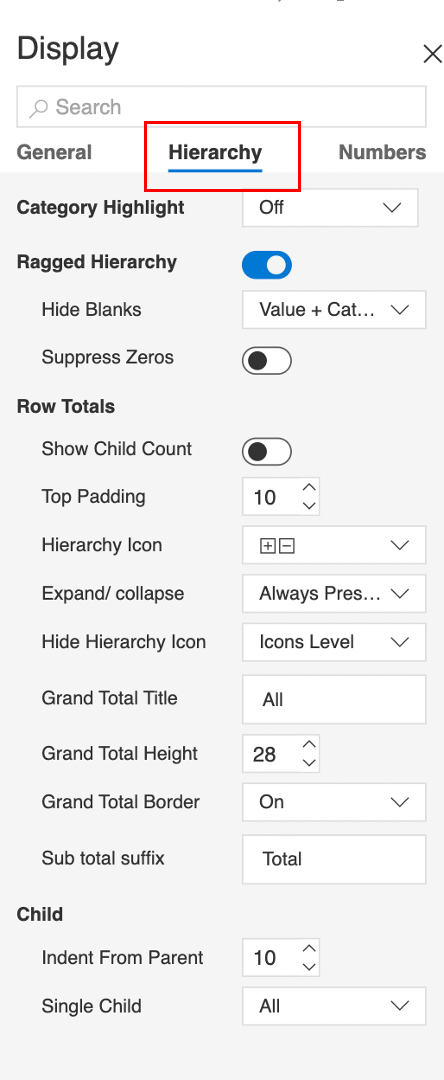 Display
Search
General Hierarchy Numbers
Category Highlight Off
Ragged Hierarchy
Hide Blanks Value + Cat...
Suppress Zeros
Row Totals
Show Child Count
Top Padding 10
Hierarchy Icon
Expand/ collapse Always Pres...
Hide Hierarchy Icon Icons Level
Grand Total Title All
Grand Total Height 28
Grand Total Border On
Sub total suffix Total
Child
Indent From Parent 10
Single Child All